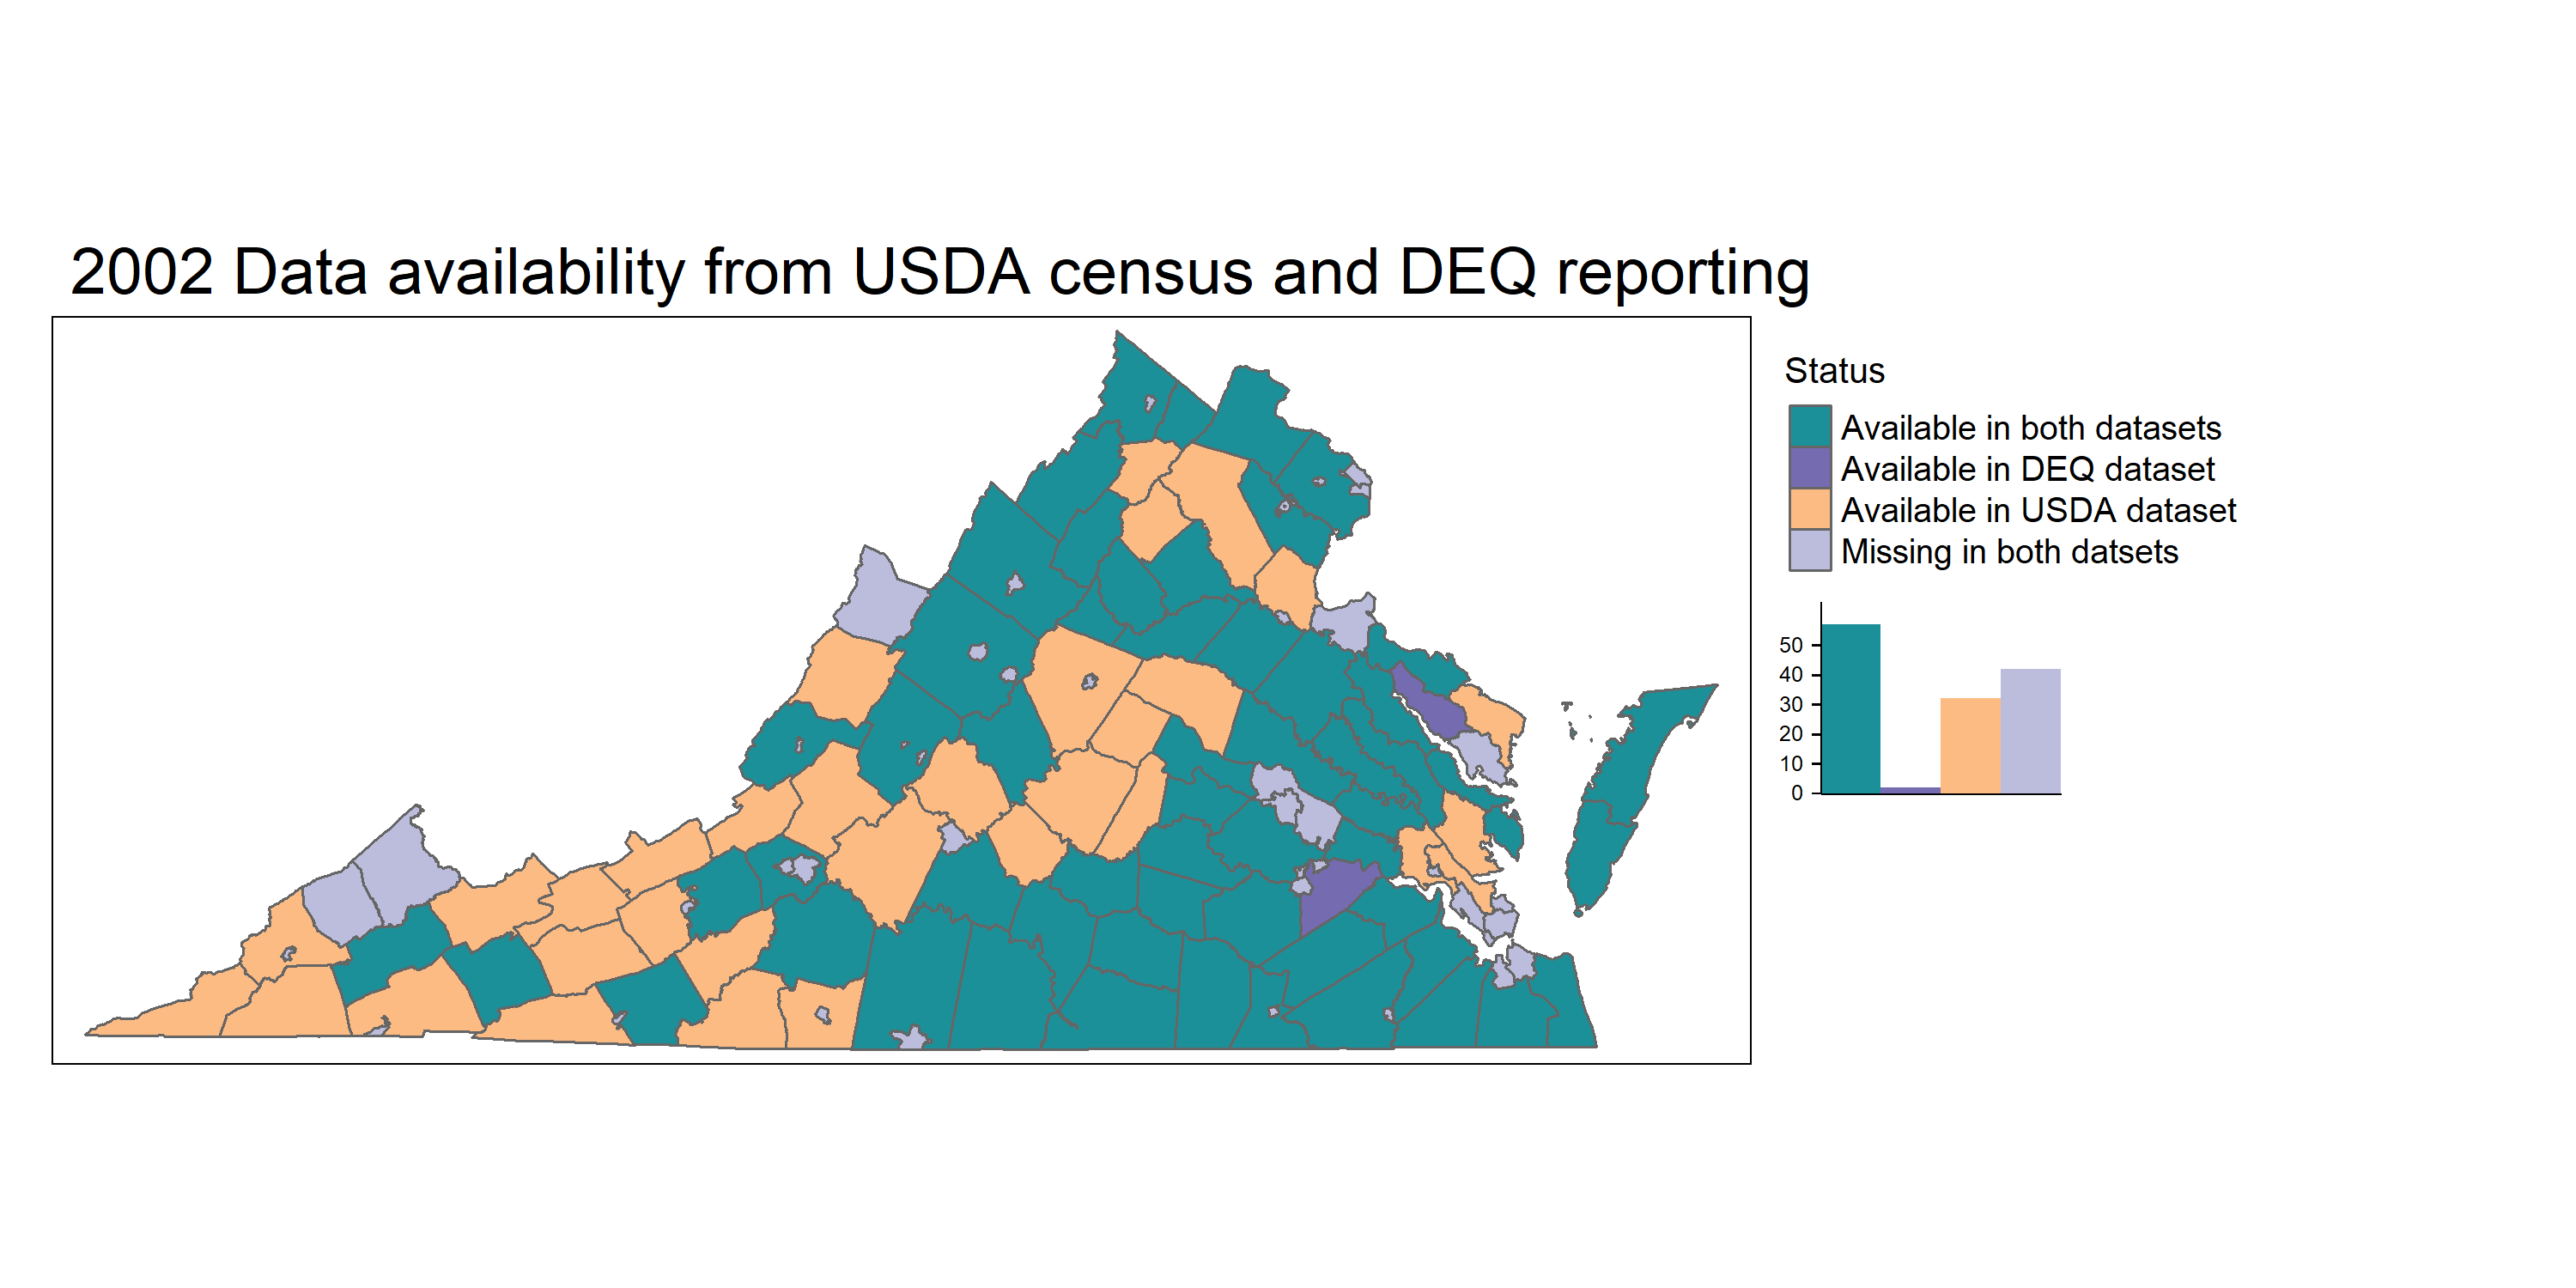 2002 Data availability from USDA census and DEQ reporting
Status
Available in both datasets
Available in DEQ dataset
Available in USDA dataset
Missing in both datsets
50
40
30
20
10
0